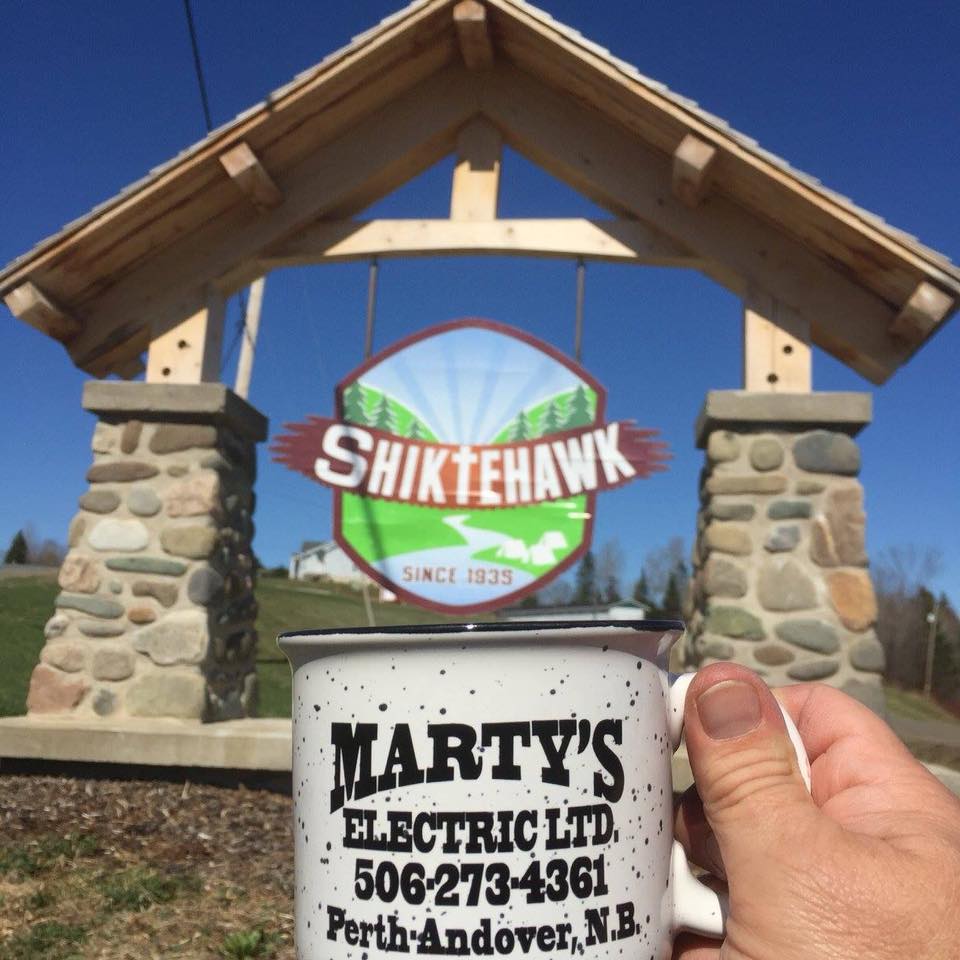 SHIKTEHAWK
SINCE 1935
MARTY'S
ELECTRIC LTD.
506-273-4361
Perth-Andover, N.B.